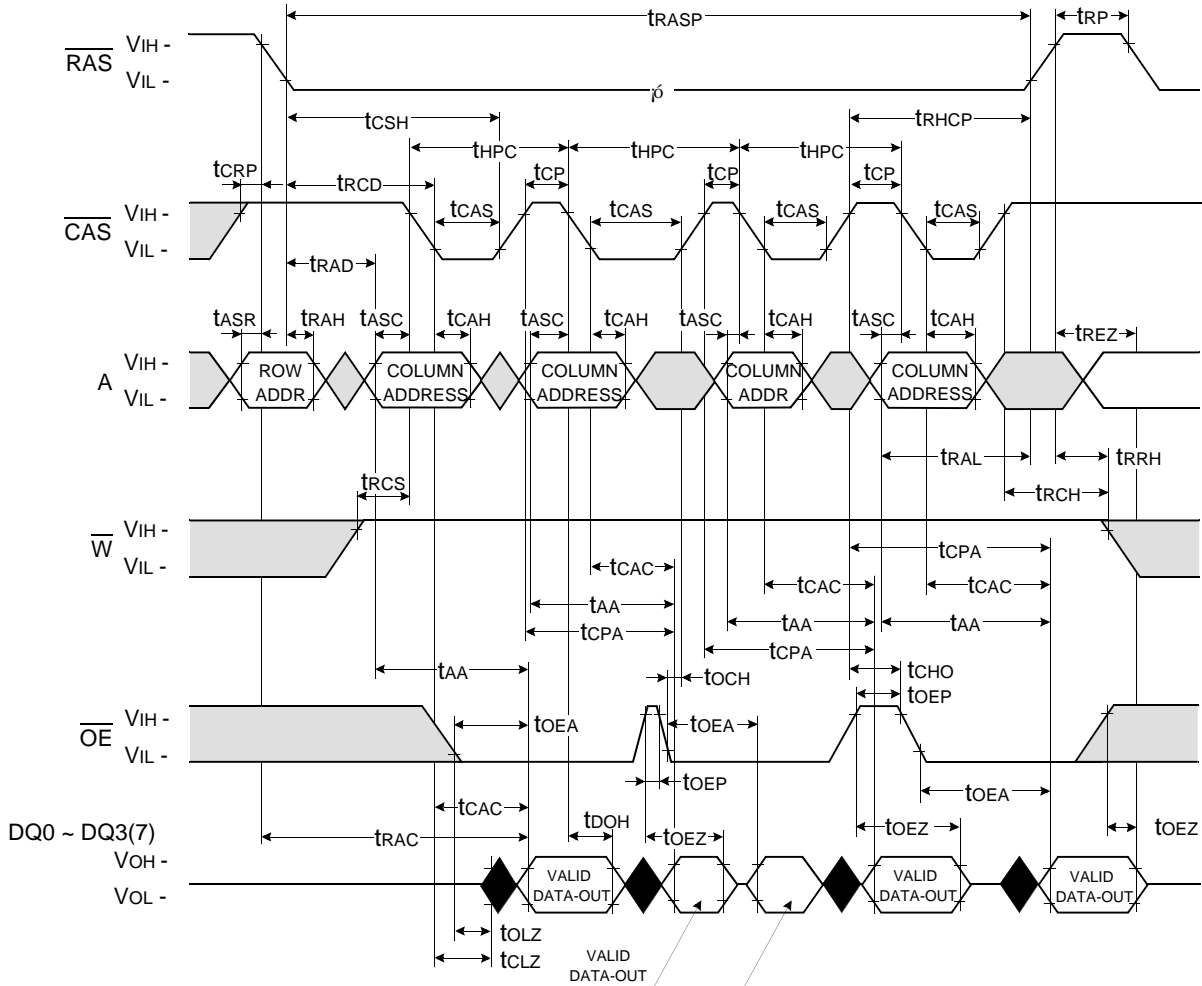 tRASP tRP
RAS VIH -
VIL -
tCSH tRHCP
tHPC tHPC tHPC
tCRP tRCD tCP tCP tCP
CAS VIH -
VIL -
tCAS tCAS tCAS tCAS
tRAD
tASR tRAH tASC tCAH tASC tCAH tASC tCAH tASC tCAH tREZ
A VIH -
VIL -
ROW ADDR
COLUMN ADDRESS
COLUMN ADDRESS
COLUMN ADDR
COLUMN ADDRESS
tRAL tRRH
tRCS tRCH
W VIH -
VIL -
tCPA
tCAC tCAC tCAC
tAA tAA tAA
tCPA tCPA
tAA tOCH tCHO
tOEP
OE VIH -
VIL -
tOEA tOEA
tOEP tOEA
tCAC tDOH tOEZ tOEZ tOEZ
DQ0 ~ DQ3(7) tRAC
VOH -
VOL -
VALID DATA-OUT
VALID DATA-OUT
VALID DATA-OUT
tOLZ
tCLZ
VALID
DATA-OUT